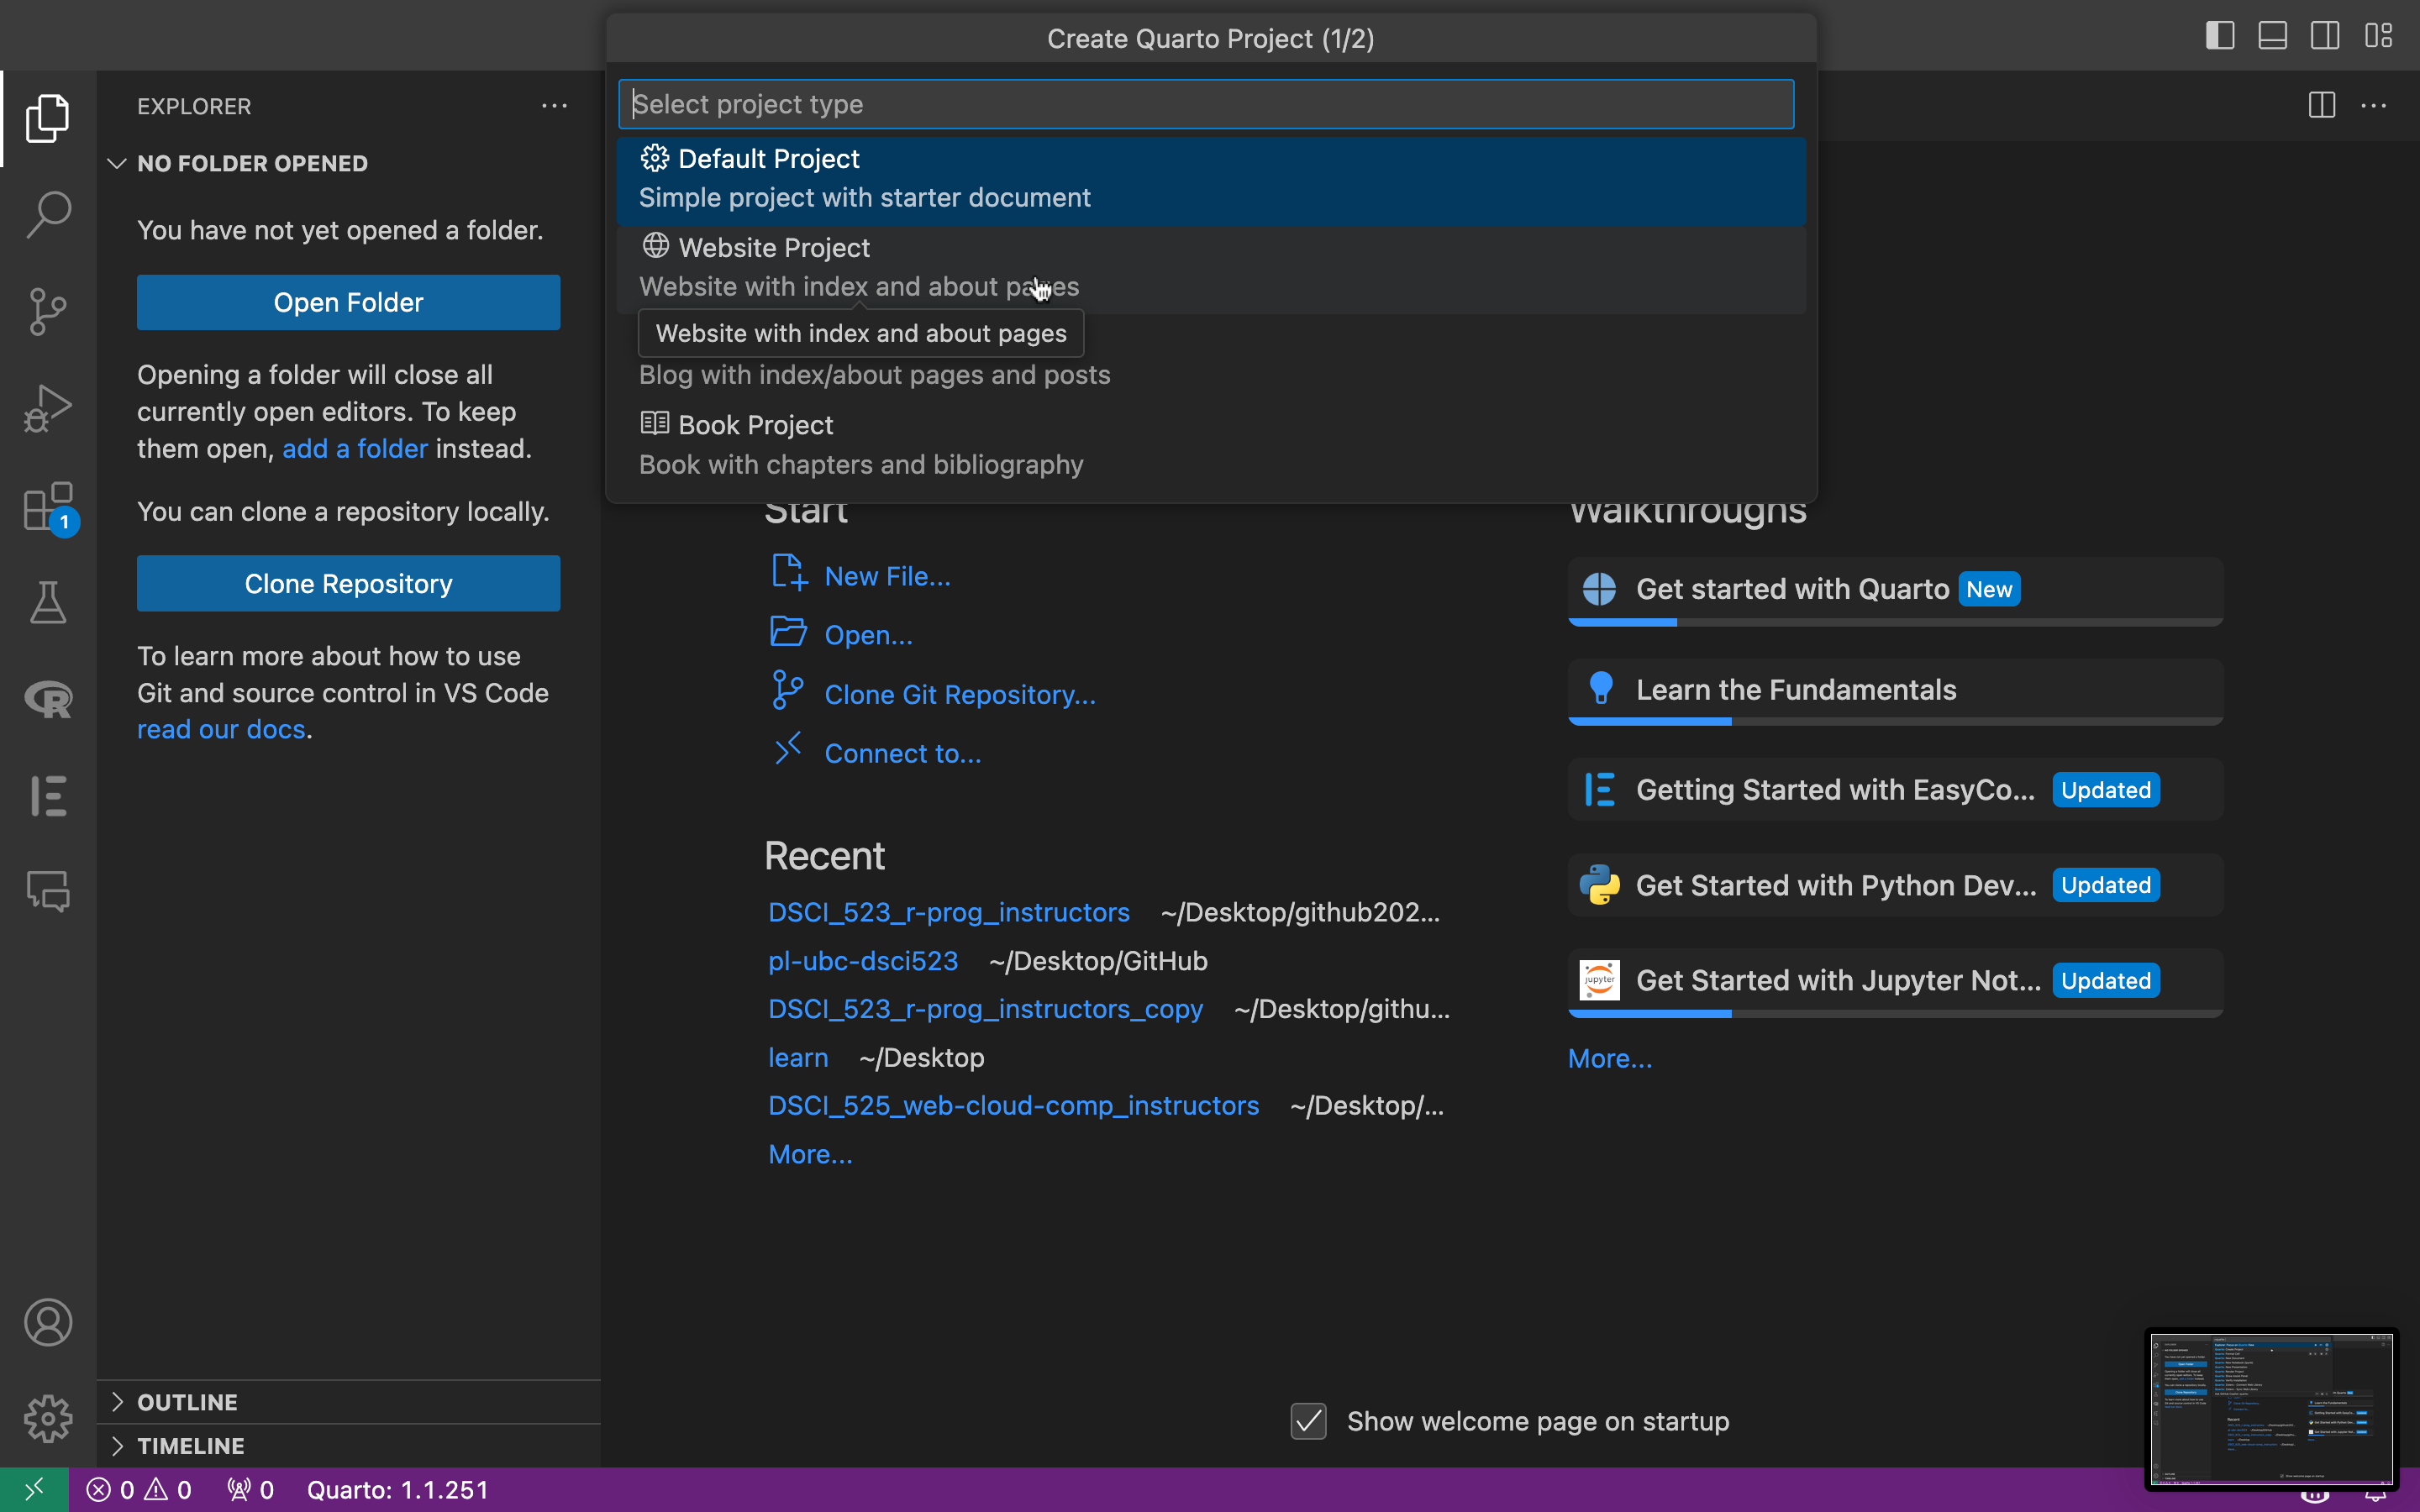 Create Quarto Project (1/2)
Select project type
Default Project
Simple project with starter document
Website Project
Website with index and about pages
Website with index and about pages
Blog with index/about pages and posts
Book Project
Book with chapters and bibliography
EXPLORER
NO FOLDER OPENED
You have not yet opened a folder.
Open Folder
Opening a folder will close all
currently open editors. To keep
them open, add a folder instead.
You can clone a repository locally.
Clone Repository
To learn more about how to use
Git and source control in VS Code
read our docs.
1
OUTLINE
TIMELINE
Start
New File...
Open...
Clone Git Repository...
Connect to...
Recent
DSCI_523_r-prog_instructors ~/Desktop/github202...
pl-ubc-dsci523 ~/Desktop/GitHub
DSCI_523_r-prog_instructors_copy ~/Desktop/githu...
learn ~/Desktop
DSCI_525_web-cloud-comp_instructors ~/Desktop/...
More...
Walkthroughs
Get started with Quarto New
Learn the Fundamentals
Getting Started with EasyCo... Updated
Get Started with Python Dev... Updated
jupyter
Get Started with Jupyter Not... Updated
More...
Show welcome page on startup
0 0 0 Quarto: 1.1.251